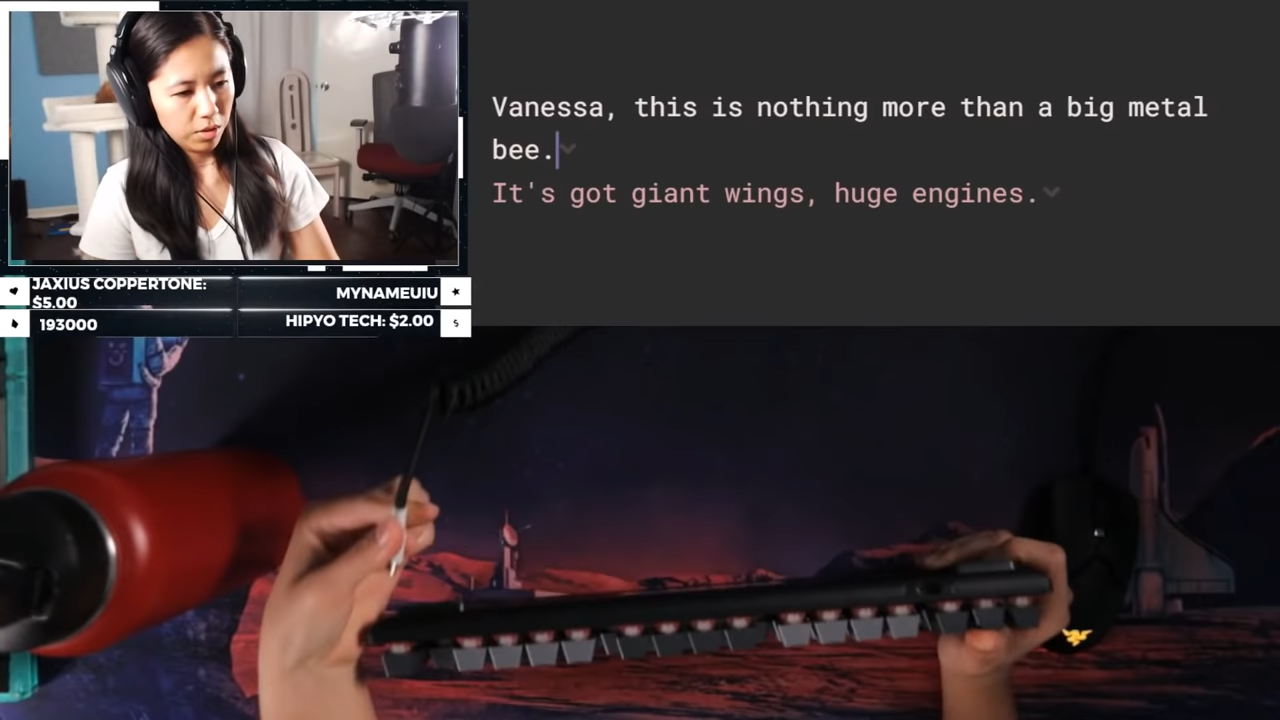 Vanessa, this is nothing more than a big metal
bee.
It's got giant wings, huge engines.
JAXIUS COPPERTONE:
$5.00
MYNAMEUIU
193000
HIPYO TECH: $2.00